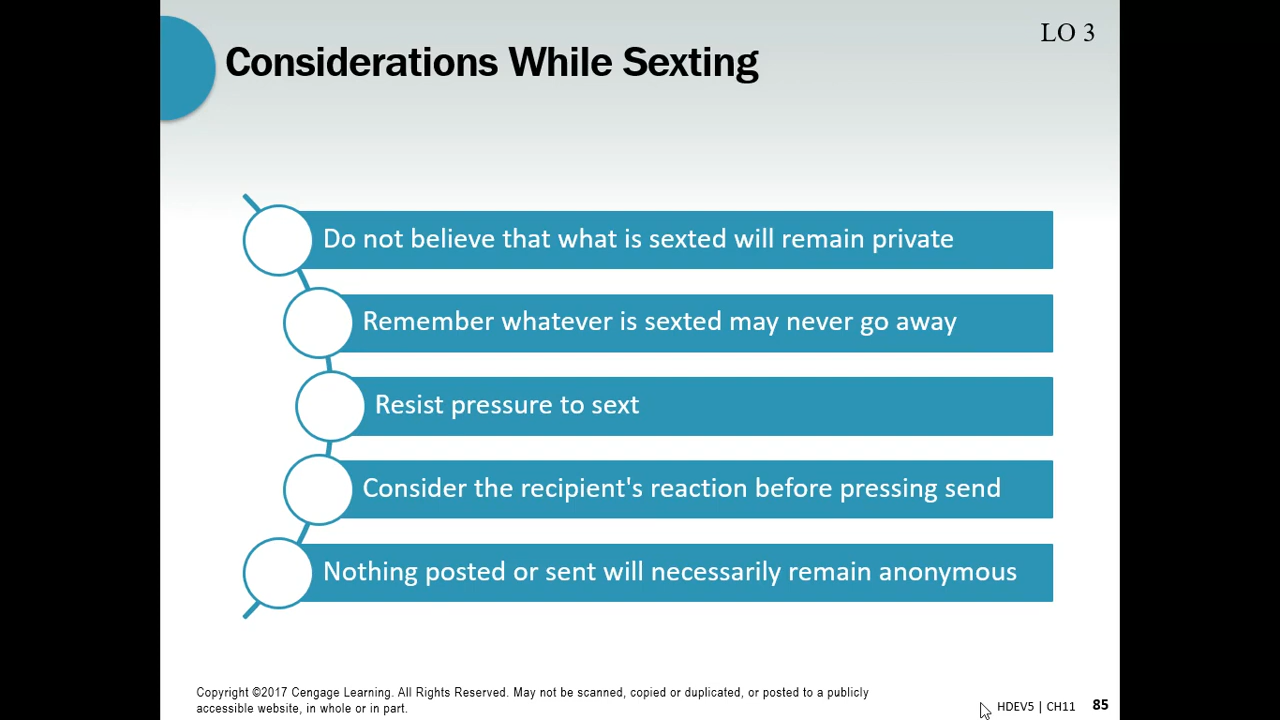 LO 3
Considerations While Sexting
Do not believe that what is sexted will remain private
Remember whatever is sexted may never go away
Resist pressure to sext
Consider the recipient's reaction before pressing send
Nothing posted or sent will necessarily remain anonymous
Copyright ©2017 Cengage Learning. All Rights Reserved. May not be scanned, copied or duplicated, or posted to a publicly
accessible website, in whole or in part.
HDEV5 | CH11 85